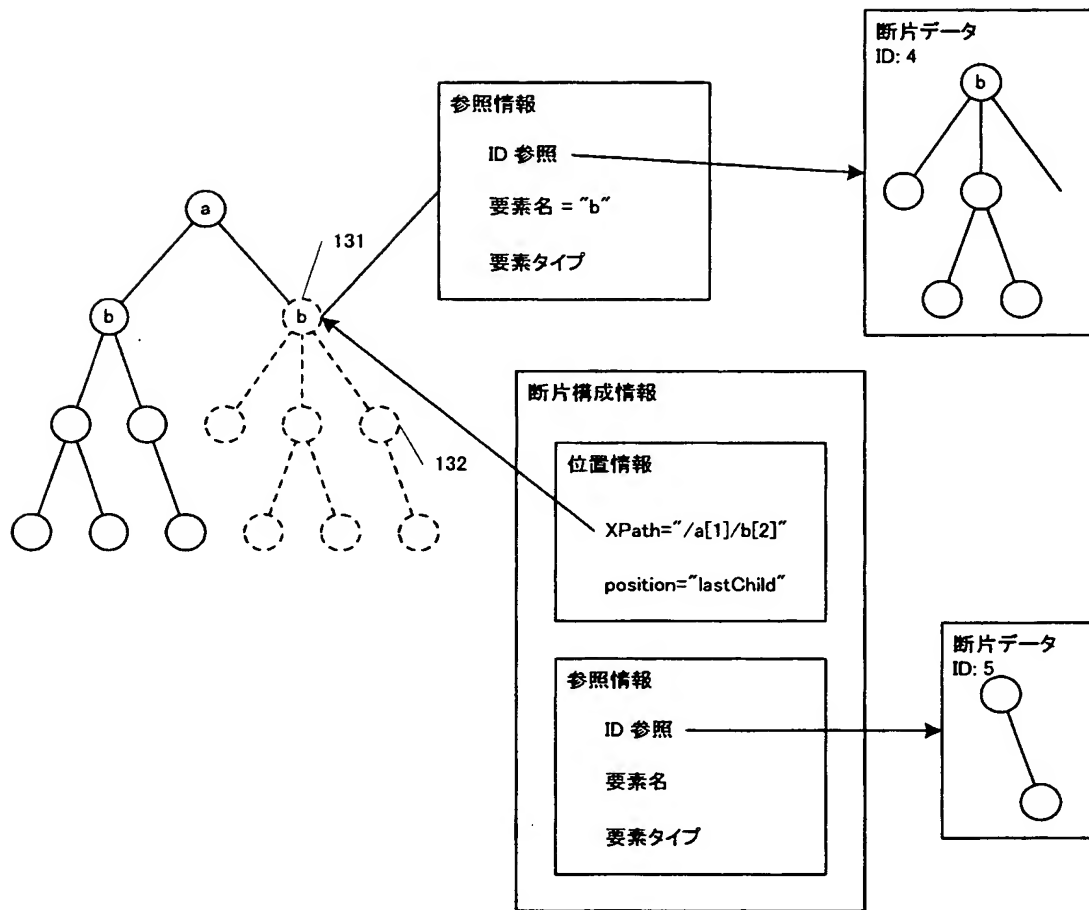 断片データ
ID: 4
b
参照情報
ID 参照
要素名 = "b"
要素タイプ
a
131
b
b
132
断片構成情報
位置情報
XPath="/a[1]/b[2]"
position="lastChild"
参照情報
ID 参照
要素名
要素タイプ
断片データ
ID: 5